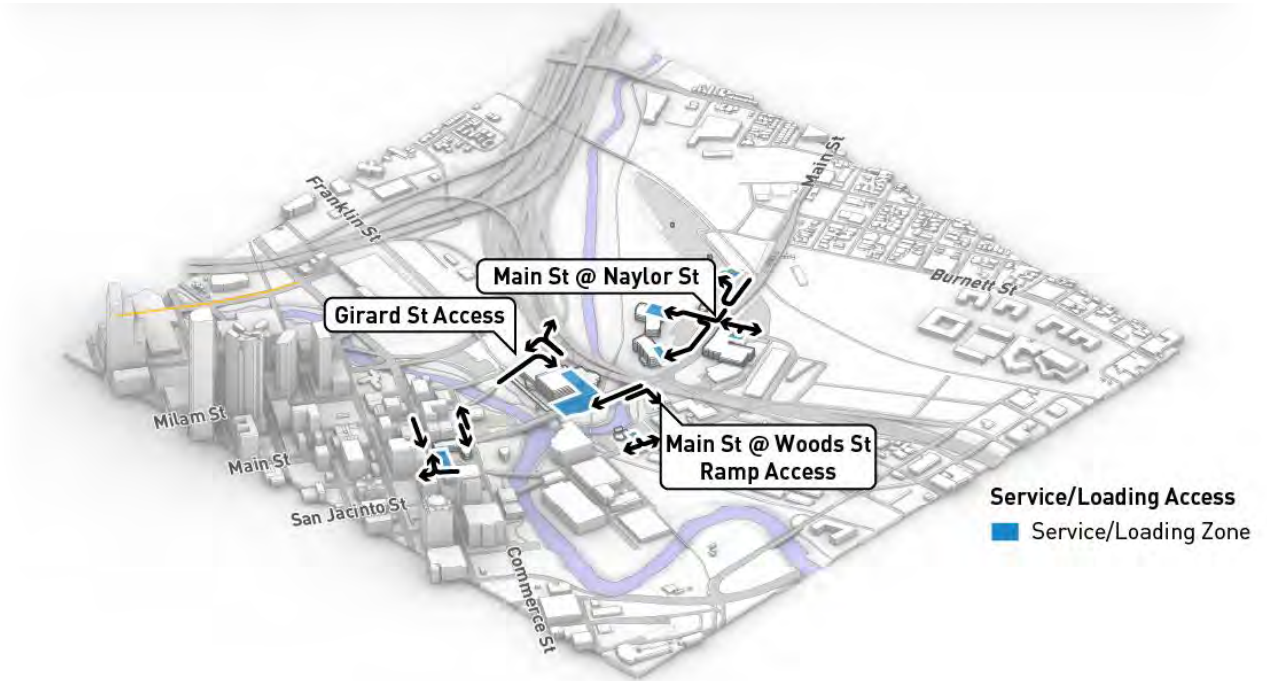 Main St
Franklin St
Main St @ Naylor St
Burnett St
Girard St Access
Milam St
Main St
Main St @ Woods St
Ramp Access
San Jacinto St
Commerce St
Service/Loading Access
Service/Loading Zone